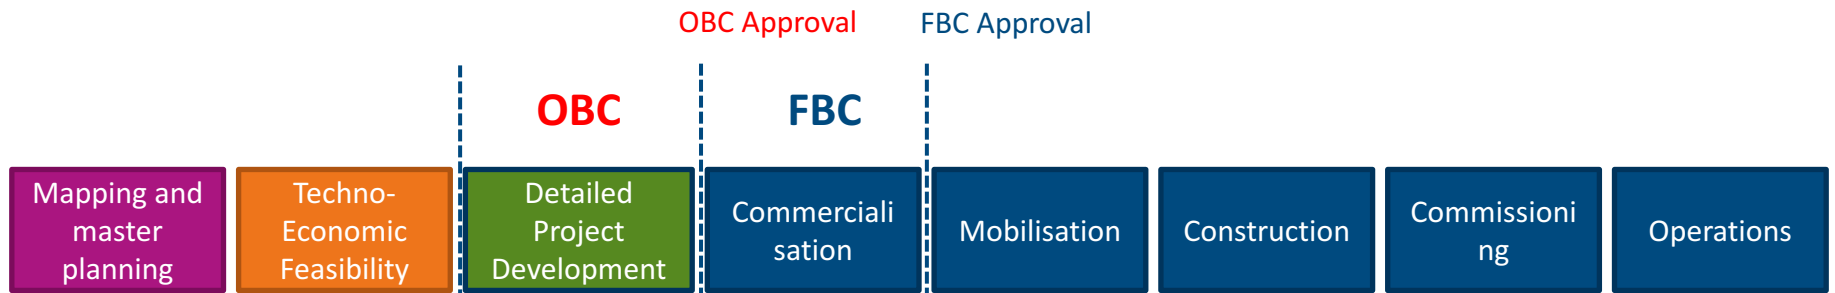 OBC Approval
FBC Approval
OBC
FBC
Mapping and
master
planning
Techno-
Economic
Feasibility
Detailed
Project
Development
Commerciali
sation
Mobilisation
Construction
Commissioni
ng
Operations